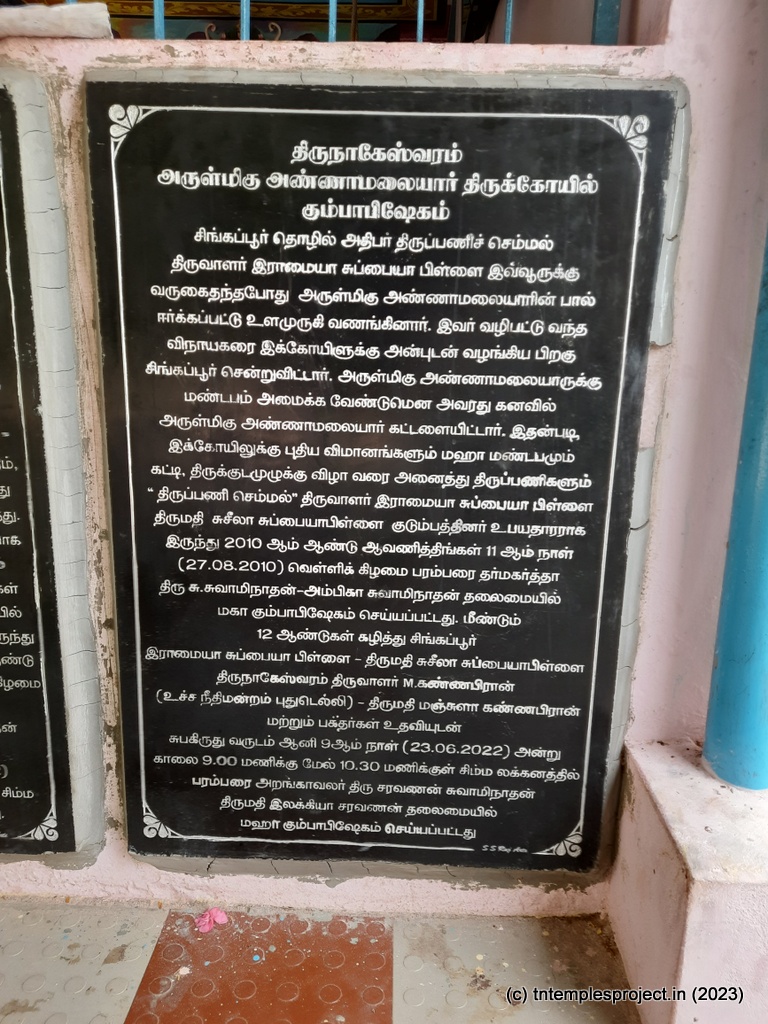 திருநாகேஸ்வரம்
அருள்மிகு அண்ணாமலையார் திருக்கோயில்
கும்பாபிஷேகம்
சிங்கப்பூர் தொழில் அதிபர் திருப்பணிச் செம்மல்
திருவாளர் இராமையா சுப்பையா பிள்ளை இவ்வூருக்கு
வருகைதந்தபோது அருள்மிகு அண்ணாமலையாரின் பால்
ஈர்க்கப்பட்டு உளமுருகி வணங்கினார். இவர் வழிபட்டு வந்த
விநாயகரை இக்கோயிளுக்கு அன்புடன் வழங்கிய பிறகு
சிங்கப்பூர் சென்றுவிட்டார். அருள்மிகு அண்ணாமலையாருக்கு
மண்டபம் அமைக்க வேண்டுமென அவரது கனவில்
அருள்மிகு அண்ணாமலையார் கட்டளையிட்டார். இதன்படி,
இக்கோயிலுக்கு புதிய விமானங்களும் மஹா மண்டபமும்
கட்டி, திருக்குடமுழுக்கு விழா வரை அனைத்து திருப்பணிகளும்
“ திருப்பணி செம்மல்” திருவாளர் இராமையா சுப்பையா பிள்ளை
திருமதி சுசீலா சுப்பையாபிள்ளை குடும்பத்தினர் உபயதாரராக
இருந்து 2010 ஆம் ஆண்டு ஆவணித்திங்கள் 11 ஆம் நாள்
(27.08.2010) வெள்ளிக் கிழமை பரம்பரை தர்மகர்த்தா
திரு சு.சுவாமிநாதன்-அம்பிகா சுவாமிநாதன் தலைமையில்
மகா கும்பாபிஷேகம் செய்யப்பட்டது. மீண்டும்
12 ஆண்டுகள் கழித்து சிங்கப்பூர்
இராமையா சுப்பையா பிள்ளை - திருமதி சுசீலா சுப்பையாபிள்ளை
திருநாகேஸ்வரம் திருவாளர் M.கண்ணபிரான்
(உச்ச நீதிமன்றம் புதுடெல்லி) - திருமதி மஞ்சுளா கண்ணபிரான்
மற்றும் பக்தர்கள் உதவியுடன்
சுபகிருது வருடம் ஆனி 9ஆம் நாள் (23.06.2022) அன்று
காலை 9.00 மணிக்கு மேல் 10.30 மணிக்குள் சிம்ம லக்கனத்தில்
பரம்பரை அறங்காவலர் திரு சரவணன் சுவாமிநாதன்
திருமதி இலக்கியா சரவணன் தலைமையில்
மஹா கும்பாபிஷேகம் செய்யப்பட்டது
(c) tntemplesproject.in (2023)